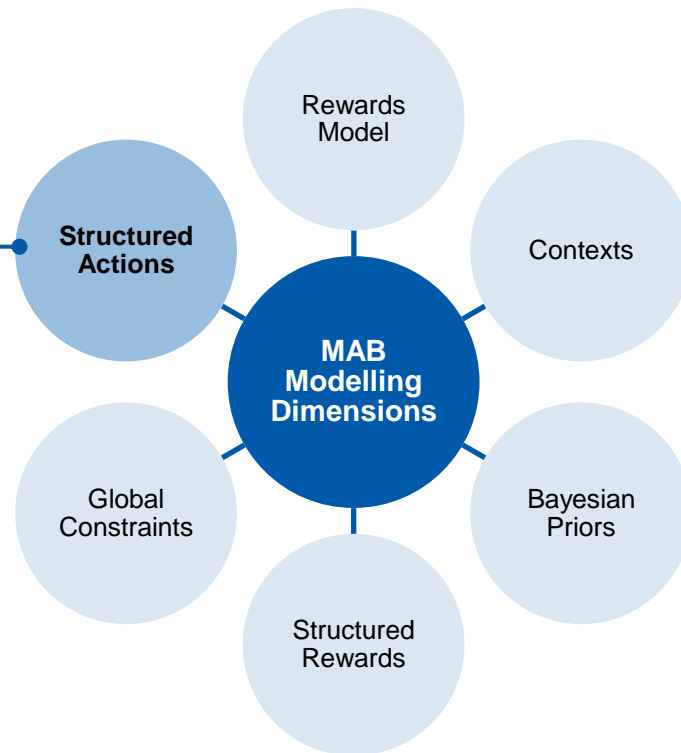 Rewards
Model
Structured
Actions
Contexts
MAB
Modelling
Dimensions
Global
Constraints
Bayesian
Priors
Structured
Rewards